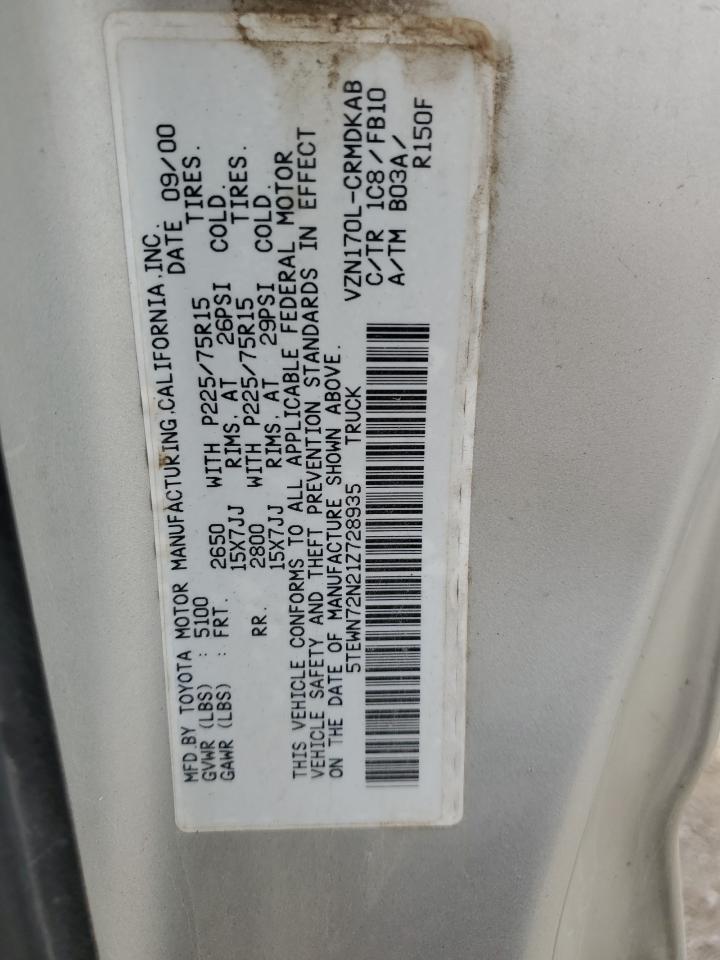 MFD.BY TOYOTA MOTOR MANUFACTURING.CALIFORNIA.INC.
GVWR (LBS) : 5100 DATE 09/00
GAWR (LBS) : FRT. 2650 WITH P225/75R15 TIRES.
15X7JJ RIMS. AT 26PSI COLD.
RR. 2800 WITH P225/75R15 TIRES.
15X7JJ RIMS. AT 29PSI COLD.
THIS VEHICLE CONFORMS TO ALL APPLICABLE FEDERAL MOTOR
VEHICLE SAFETY AND THEFT PREVENTION STANDARDS IN EFFECT
ON THE DATE OF MANUFACTURE SHOWN ABOVE.
5TEWN72N21Z728935 TRUCK
VZN170L-CRMDKAB
C/TR 1C8/FB10
A/TM B03A/
R150F